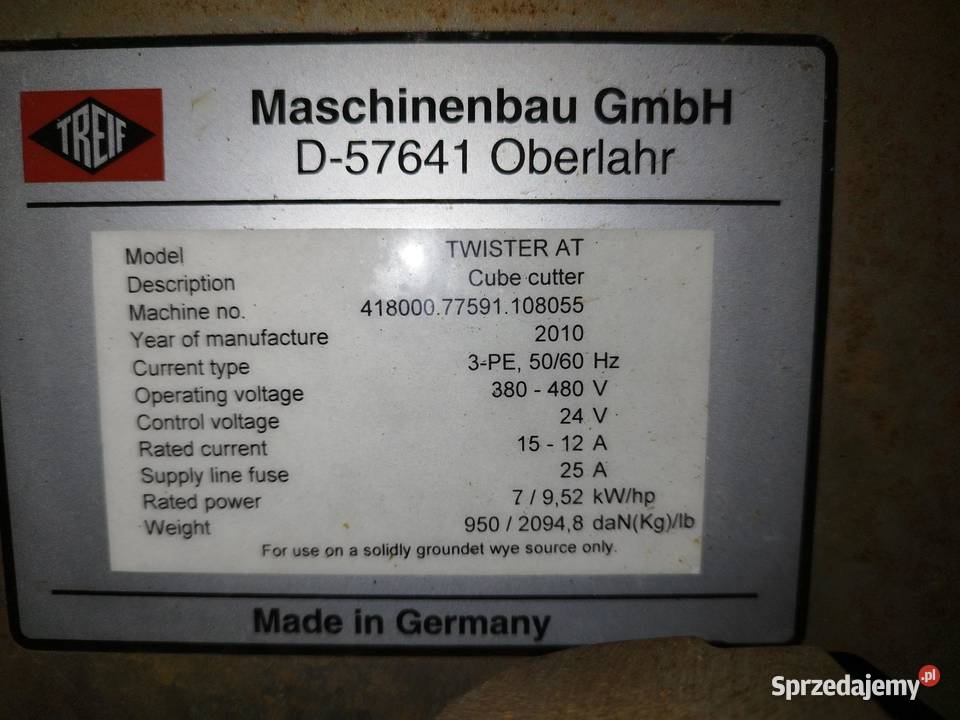 TREIF
Maschinenbau GmbH
D-57641 Oberlahr
Model TWISTER AT
Description Cube cutter
Machine no. 418000.77591.108055
Year of manufacture 2010
Current type 3-PE, 50/60 Hz
Operating voltage 380 - 480 V
Control voltage 24 V
Rated current 15 - 12 A
Supply line fuse 25 A
Rated power 7 / 9,52 kW/hp
Weight 950 / 2094,8 daN(Kg)/lb
For use on a solidly groundet wye source only.
Made in Germany
Sprzedajemy.pl